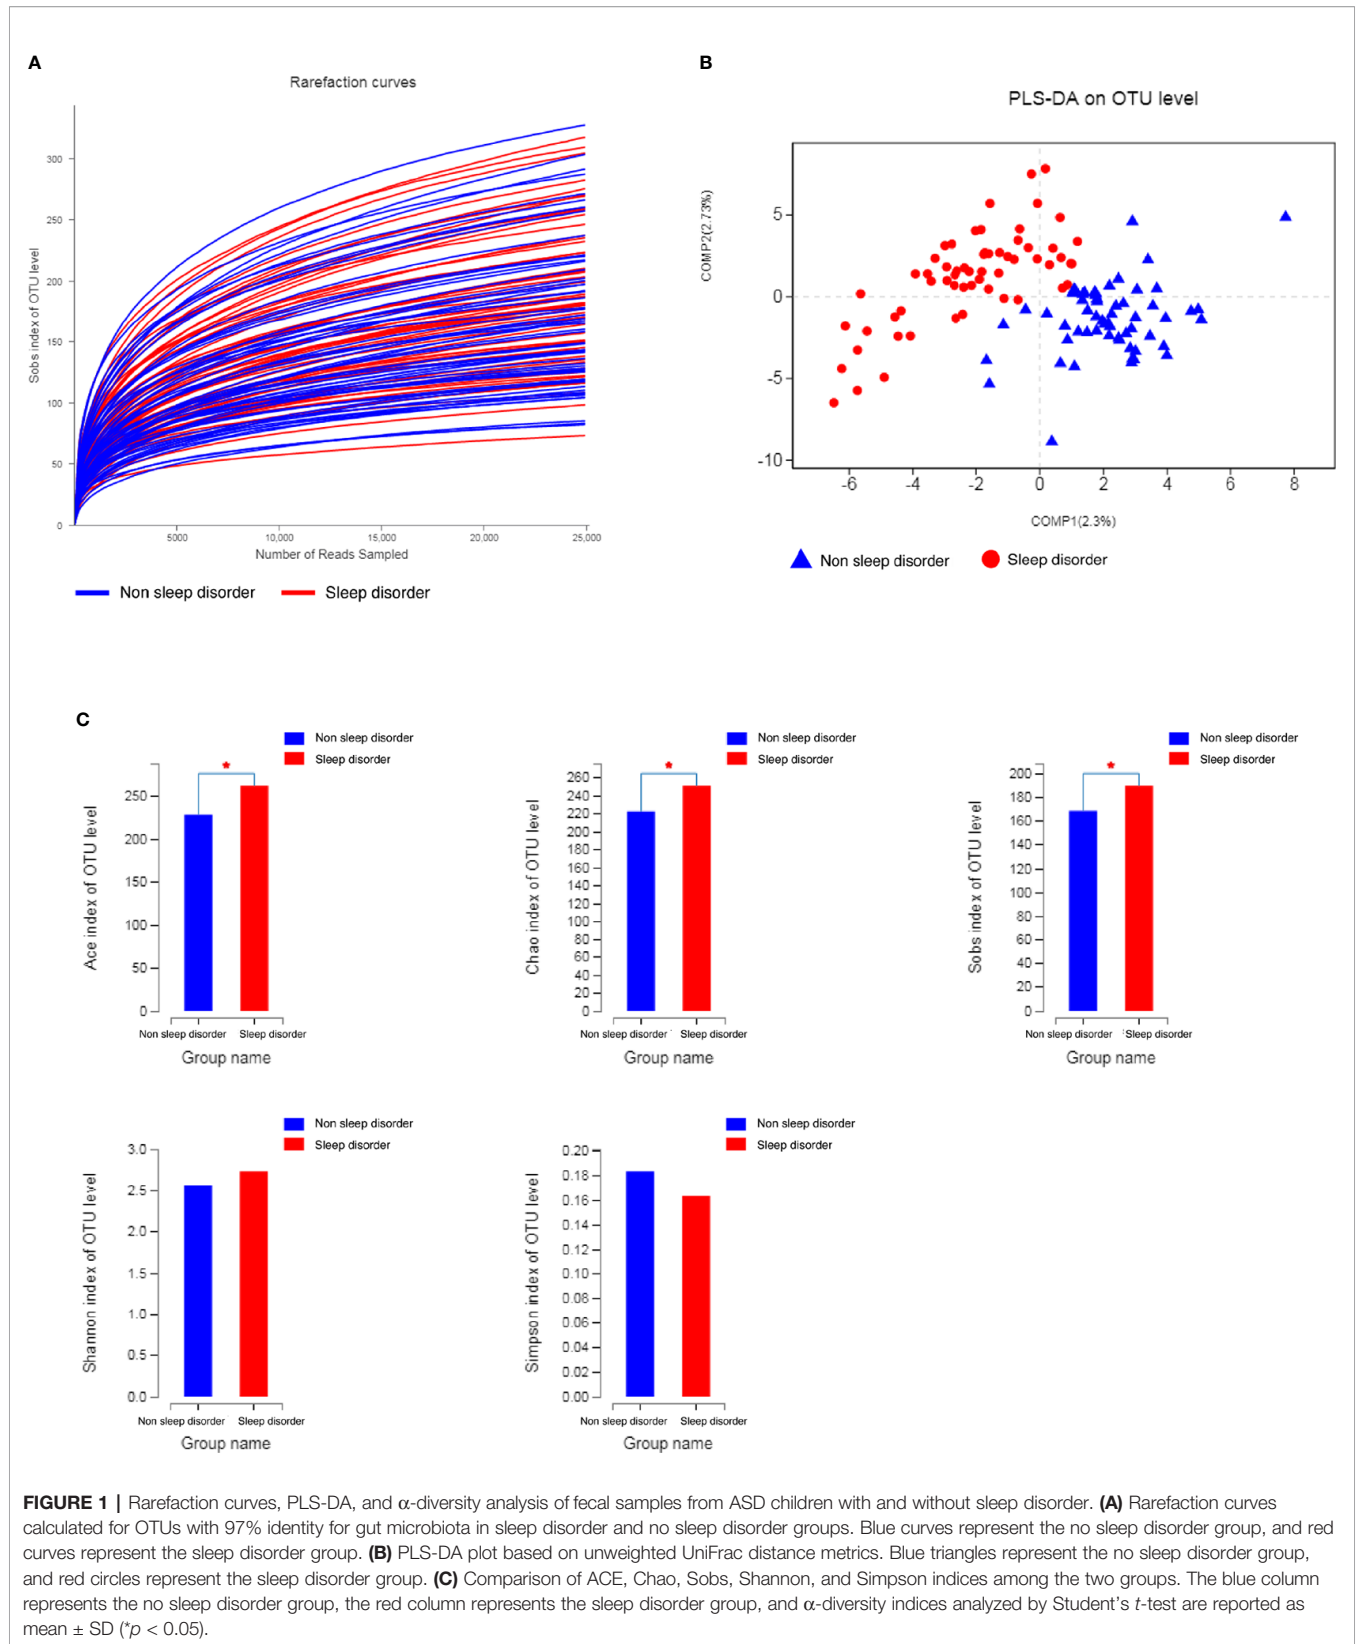 A
Rarefaction curves
Sobs index of OTU level
300
250
200
150
100
50
0
5000
10,000
15,000
20,000
25,000
Number of Reads Sampled
Non sleep disorder
Sleep disorder
B
PLS-DA on OTU level
COMP2(2.73%)
5
0
-5
-10
-6
-4
-2
0
2
4
6
8
COMP1(2.3%)
Non sleep disorder
Sleep disorder
C
Non sleep disorder
Sleep disorder
*
Ace index of OTU level
250
200
150
100
50
0
Non sleep disorder
Sleep disorder
Group name
Non sleep disorder
Sleep disorder
*
Chao index of OTU level
260
240
220
200
180
160
140
120
100
80
60
40
20
0
Non sleep disorder
Sleep disorder
Group name
Non sleep disorder
Sleep disorder
*
Sobs index of OTU level
200
180
160
140
120
100
80
60
40
20
0
Non sleep disorder
Sleep disorder
Group name
Non sleep disorder
Sleep disorder
Shannon index of OTU level
3.0
2.5
2.0
1.5
1.0
0.5
0.0
Non sleep disorder
Sleep disorder
Group name
Non sleep disorder
Sleep disorder
Simpson index of OTU level
0.20
0.18
0.16
0.14
0.12
0.10
0.08
0.06
0.04
0.02
0.00
Non sleep disorder
Sleep disorder
Group name
FIGURE 1 | Rarefaction curves, PLS-DA, and α-diversity analysis of fecal samples from ASD children with and without sleep disorder. (A) Rarefaction curves
calculated for OTUs with 97% identity for gut microbiota in sleep disorder and no sleep disorder groups. Blue curves represent the no sleep disorder group, and red
curves represent the sleep disorder group. (B) PLS-DA plot based on unweighted UniFrac distance metrics. Blue triangles represent the no sleep disorder group,
and red circles represent the sleep disorder group. (C) Comparison of ACE, Chao, Sobs, Shannon, and Simpson indices among the two groups. The blue column
represents the no sleep disorder group, the red column represents the sleep disorder group, and α-diversity indices analyzed by Student's t-test are reported as
mean ± SD (*p < 0.05).